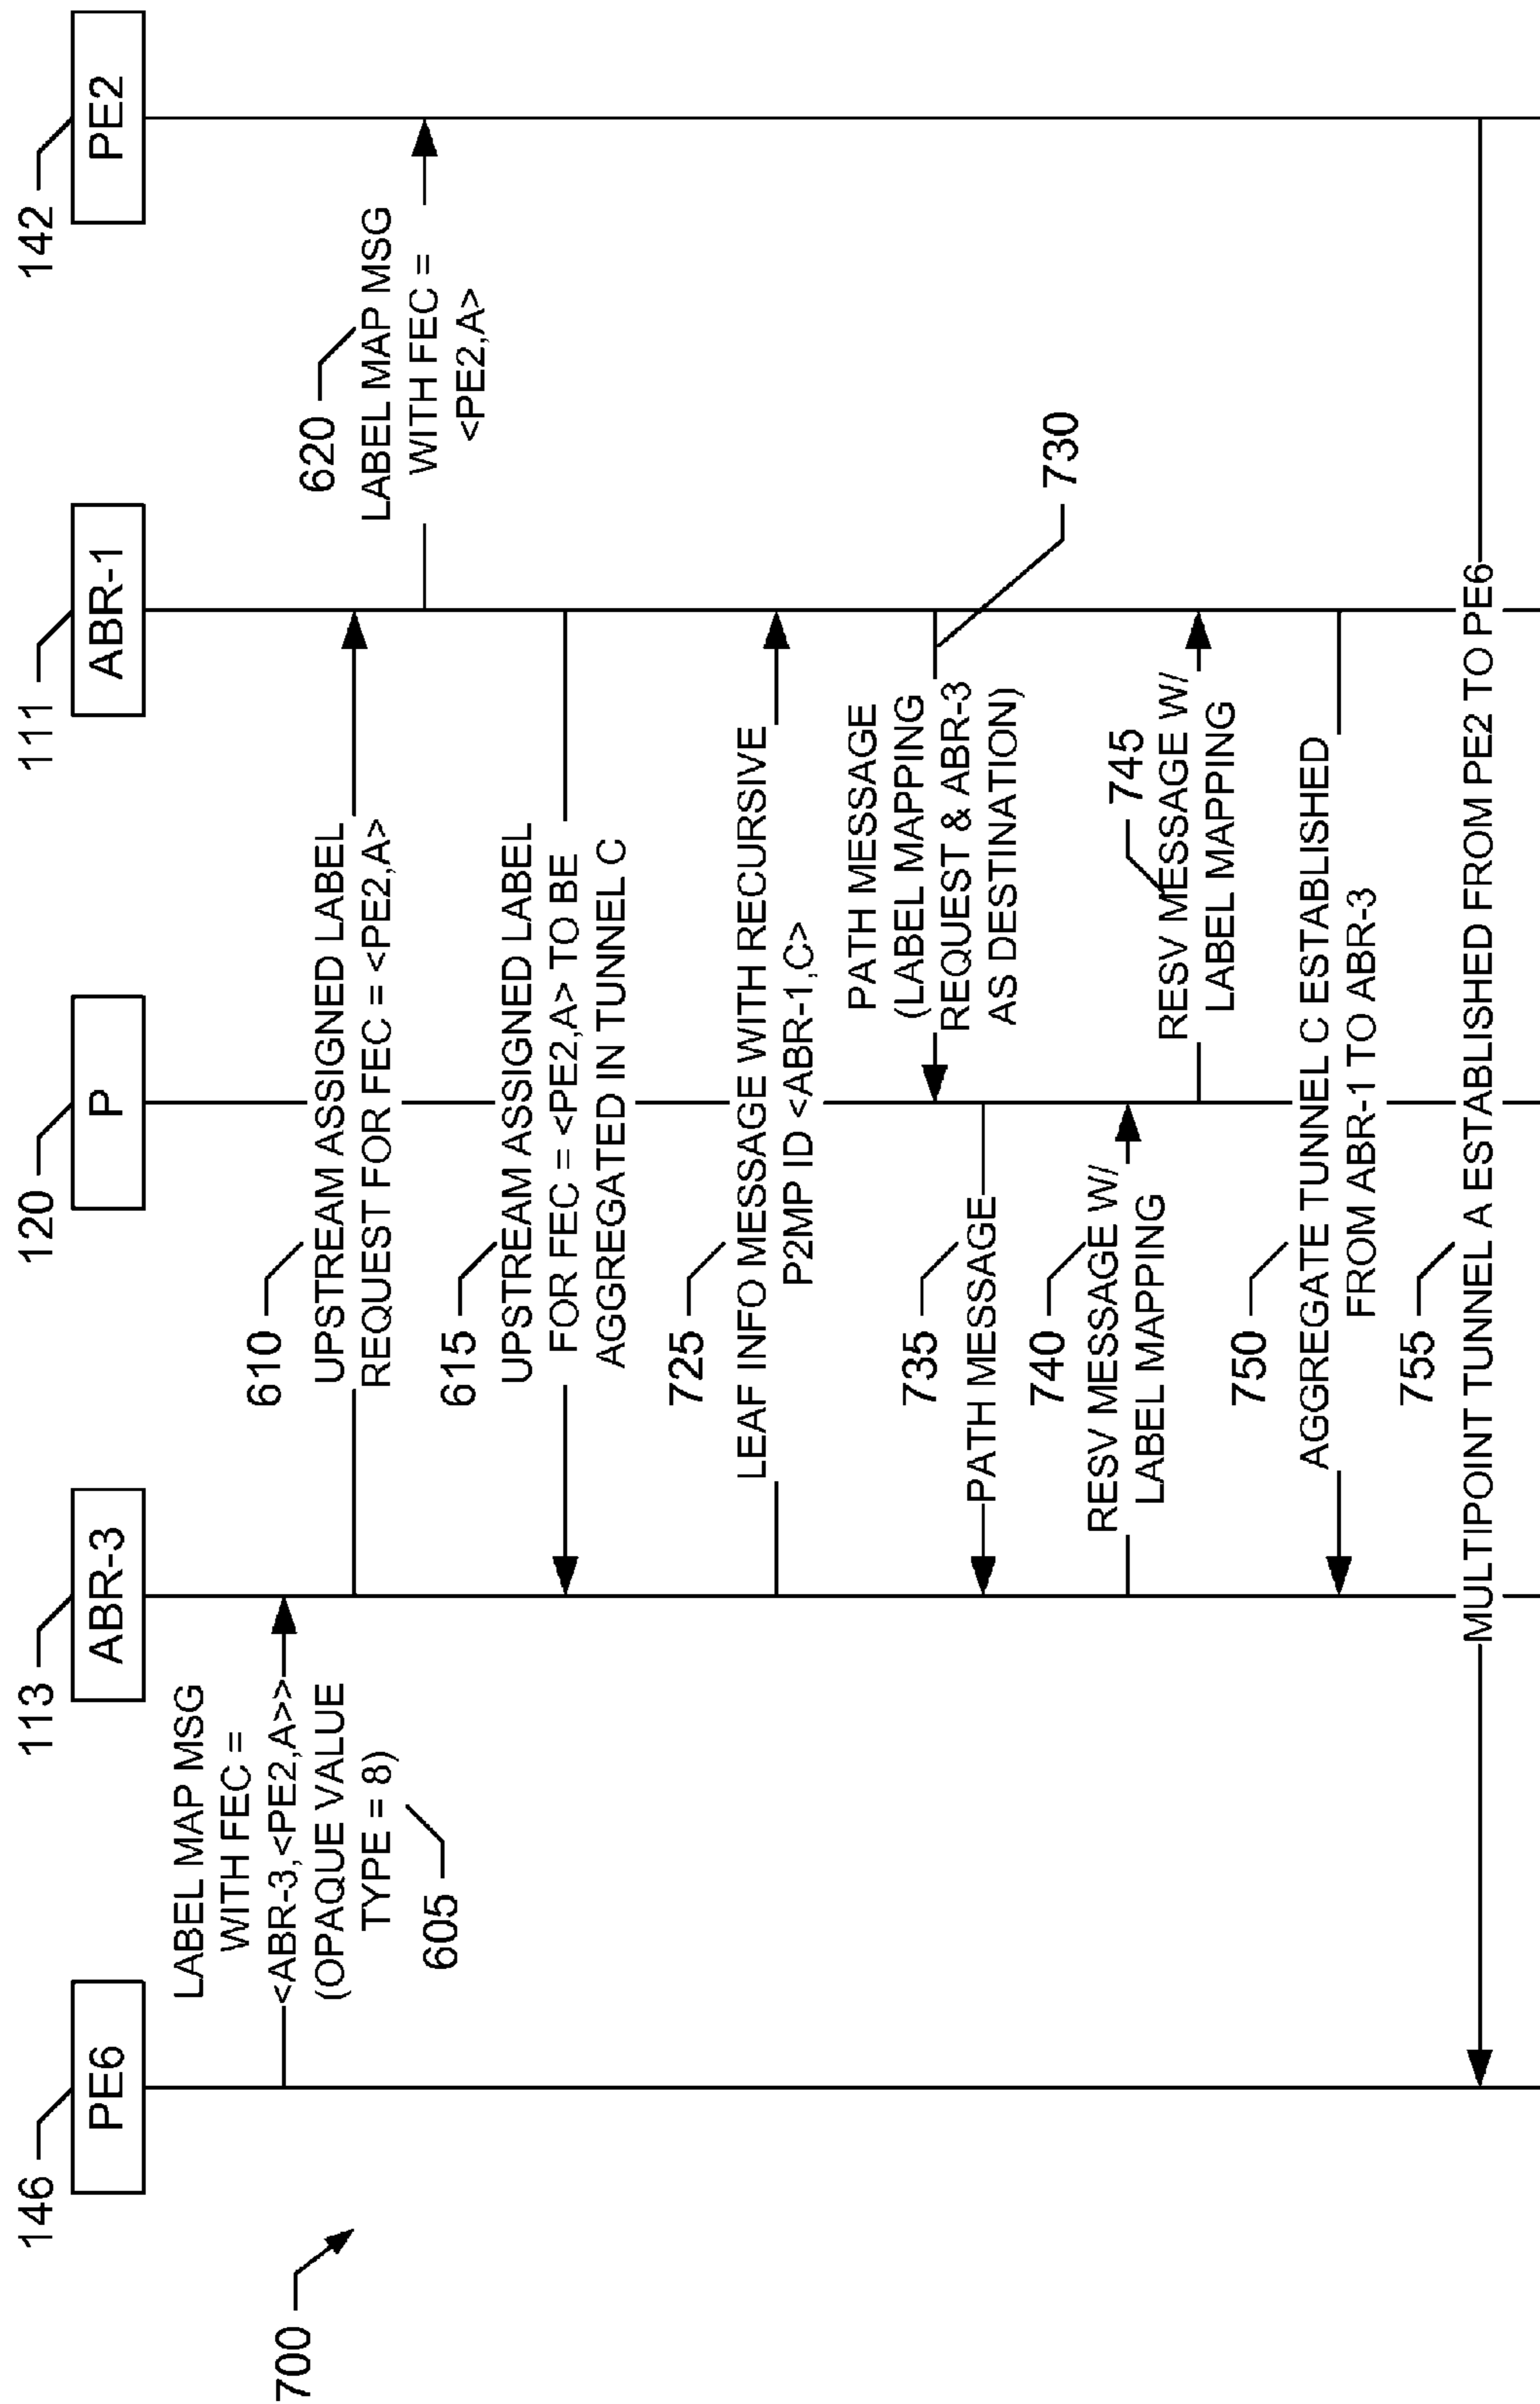 700
146
PE6
113
ABR-3
120
P
111
ABR-1
142
PE2
LABEL MAP MSG
WITH FEC =
<ABR-3,<PE2,A>>
(OPAQUE VALUE
TYPE = 8)
605
610
UPSTREAM ASSIGNED LABEL
REQUEST FOR FEC = <PE2,A>
620
LABEL MAP MSG
WITH FEC =
<PE2,A>
615
UPSTREAM ASSIGNED LABEL
FOR FEC = <PE2,A> TO BE
AGGREGATED IN TUNNEL C
725
LEAF INFO MESSAGE WITH RECURSIVE
P2MP ID <ABR-1,C>
PATH MESSAGE
(LABEL MAPPING
REQUEST & ABR-3
AS DESTINATION)
730
735
PATH MESSAGE
740
RESV MESSAGE W/
LABEL MAPPING
745
RESV MESSAGE W/
LABEL MAPPING
750
AGGREGATE TUNNEL C ESTABLISHED
FROM ABR-1 TO ABR-3
755
MULTIPOINT TUNNEL A ESTABLISHED FROM PE2 TO PE6